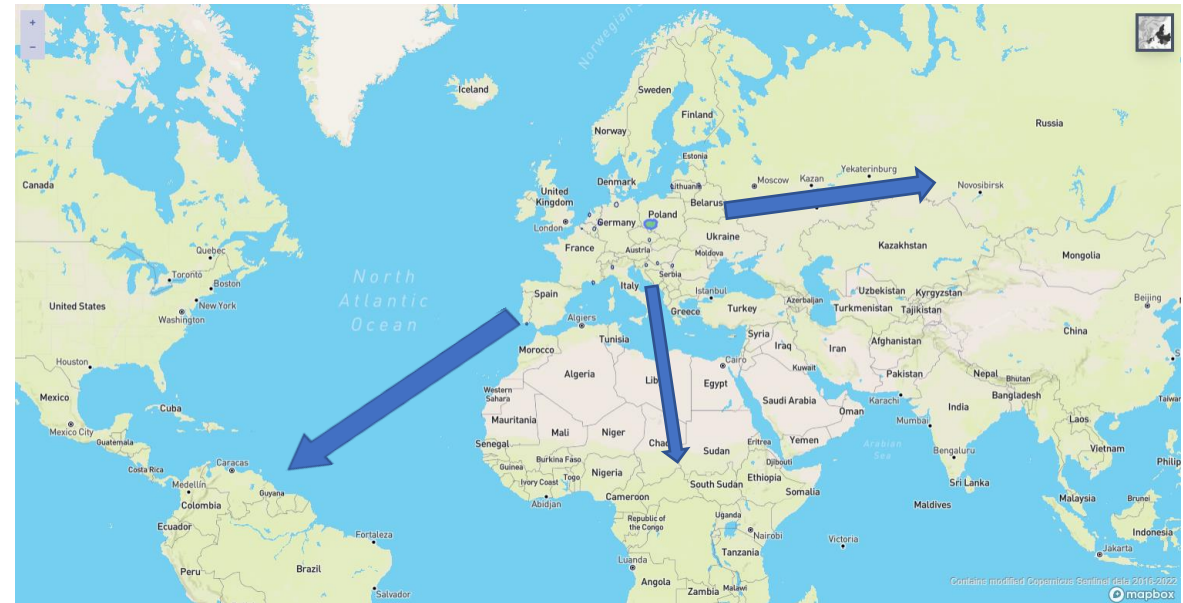 +
−
Norwegian S
Iceland
Sweden
Finland
Norway
Russia
Estonia
Yekaterinburg
Moscow
Kazan
Novosibirsk
Canada
United
Kingdom
Denmark
Lithuania
Belarus
London
Germany
Poland
Ukraine
France
Austria
Moldova
Kazakhstan
Mongolia
Quebec
Toronto
Boston
New York
United States
Washington
North
Atlantic
Ocean
Spain
Italy
Serbia
Istanbul
Greece
Turkey
Azerbaijan
Uzbekistan
Kyrgyzstan
Turkmenistan
Tajikistan
Beijing
China
Algiers
Tunisia
Morocco
Syria
Iraq
Iran
Afghanistan
Houston
Mexico
Mexico City
Cuba
Guatemala
Costa Rica
Western
Sahara
Algeria
Lib
Egypt
Cairo
Kuwait
Pakistan
Nepal
Bhutan
Bangladesh
Taiwan
Saudi Arabia
Oman
Karachi
India
Mumbai
Laos
Mauritania
Mali
Niger
Chad
Sudan
Eritrea
Yemen
Arabian
Sea
Bengaluru
Vietnam
Philip
Senegal
Guinea
Burkina Faso
Ivory Coast
Togo
Nigeria
Abidjan
Cameroon
South Sudan
Ethiopia
Djibouti
Somalia
Sri Lanka
Maldives
Malaysia
Brunei
Indonesia
Jakarta
Caracas
Medellín
Guyana
Colombia
Ecuador
Fortaleza
Peru
Brazil
Salvador
Republic of
the Congo
Uganda
Nairobi
Tanzania
Victoria
Luanda
Angola
Zambia
Malawi
Contains modified Copernicus Sentinel data 2016-2022
mapbox